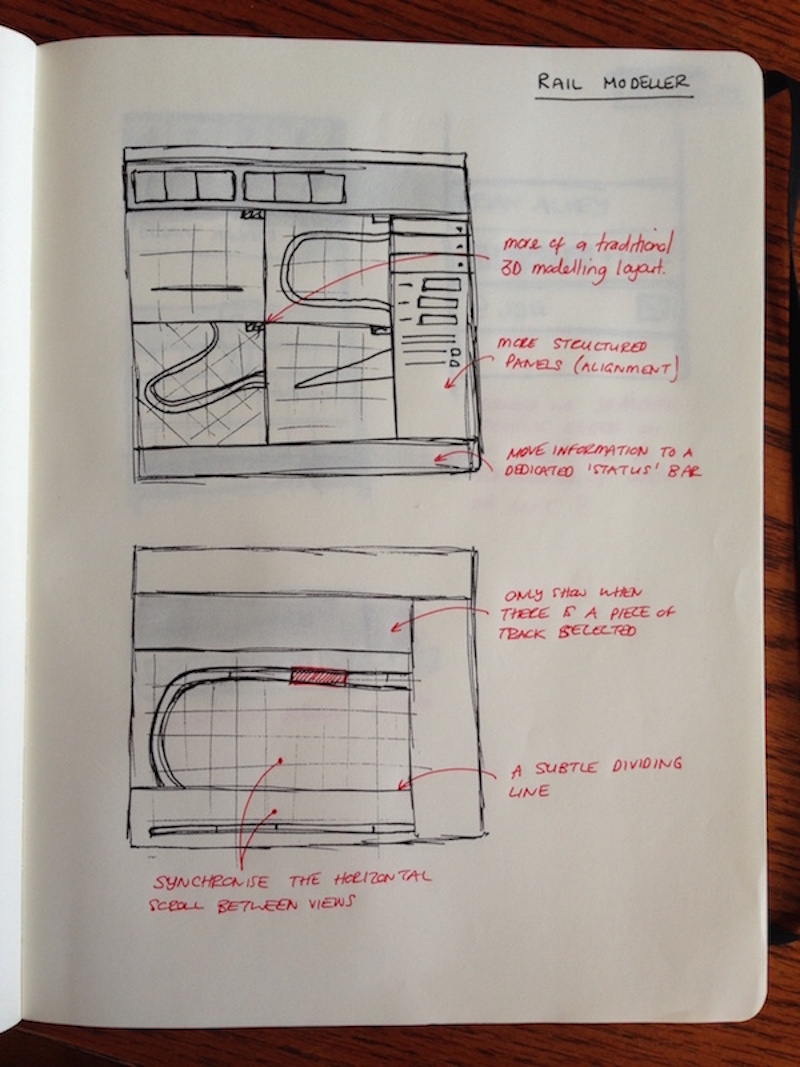 RAIL MODELLER
more of a traditional
3D modelling layout.
MORE STRUCTURED
PANELS (ALIGNMENT)
MOVE INFORMATION TO A
DEDICATED 'STATUS' BAR
ONLY SHOW WHEN
THERE IS A PIECE OF
TRACK SELECTED
A SUBTLE DIVIDING
LINE
SYNCHRONISE THE HORIZONTAL
SCROLL BETWEEN VIEWS